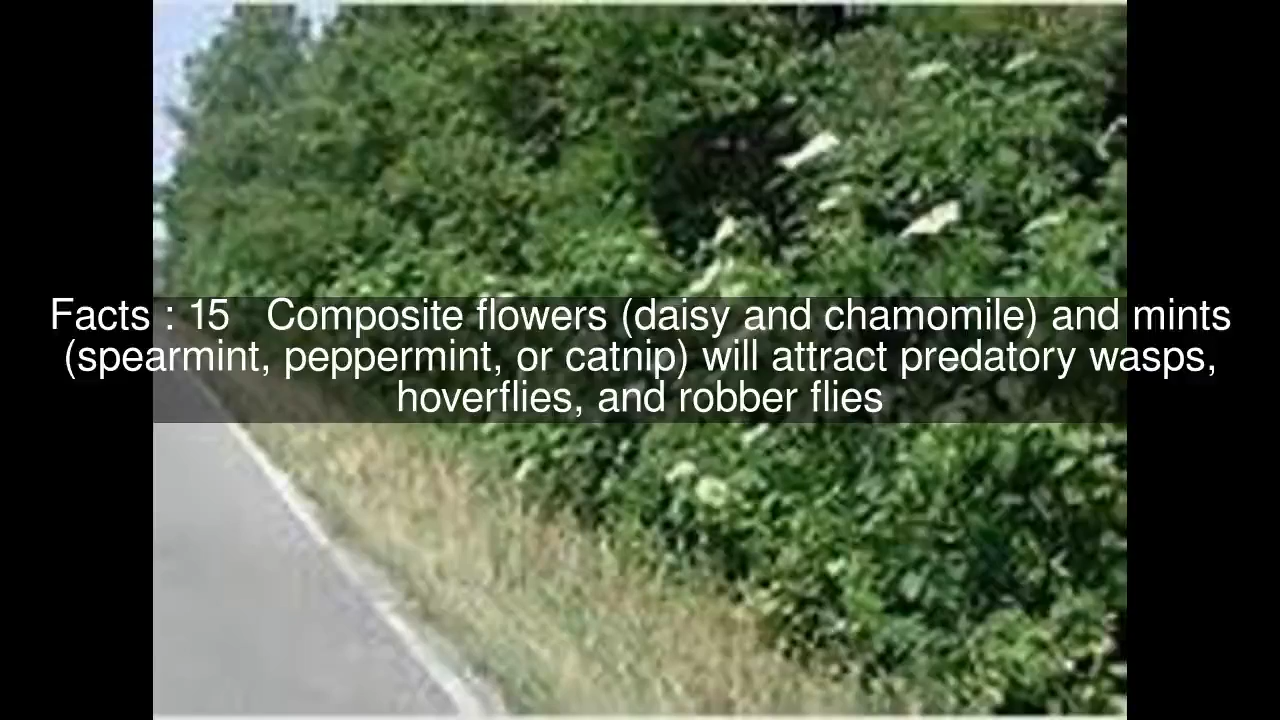 Facts : 15 Composite flowers (daisy and chamomile) and mints
(spearmint, peppermint, or catnip) will attract predatory wasps,
hoverflies, and robber flies